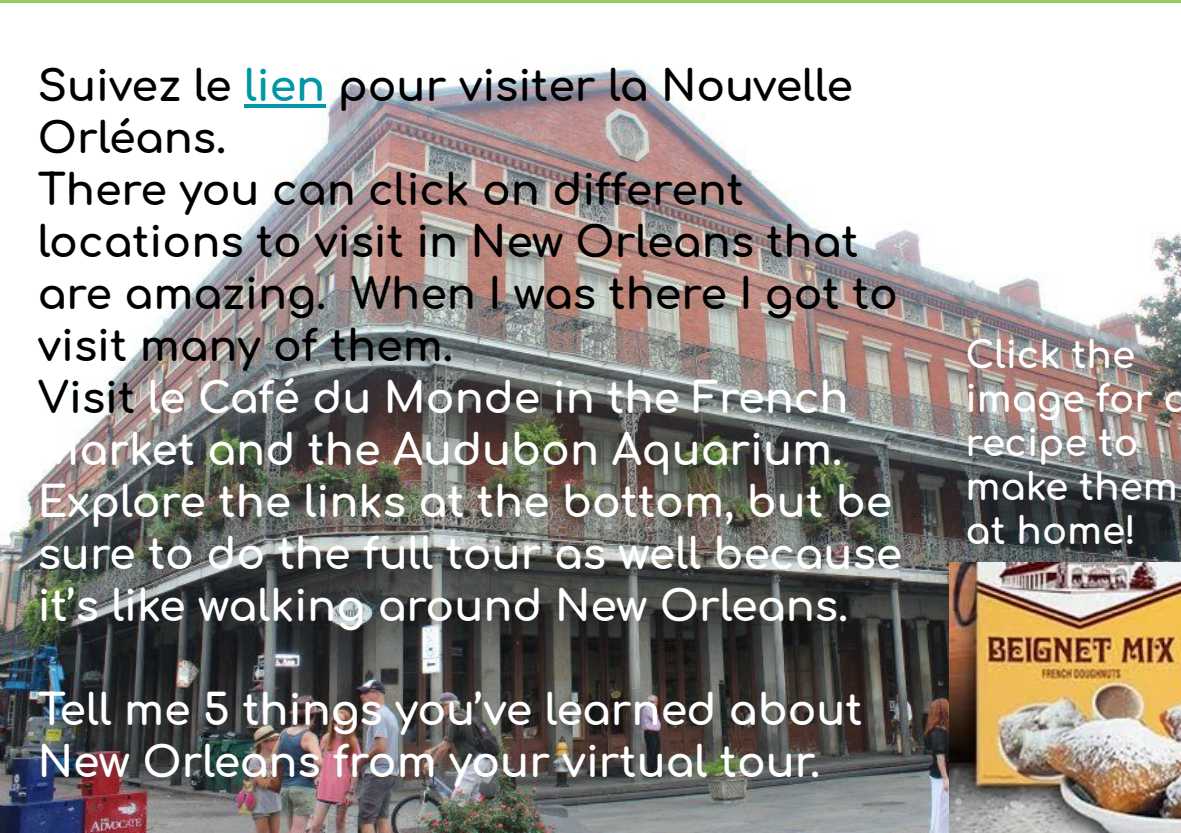 Suivez le lien pour visiter la Nouvelle
Orléans.
There you can click on different
locations to visit in New Orleans that
are amazing. When I was there I got to
visit many of them.
Visit le Café du Monde in the French
Market and the Audubon Aquarium.
Explore the links at the bottom, but be
sure to do the full tour as well because
it's like walking around New Orleans.
Tell me 5 things you've learned about
New Orleans from your virtual tour.
Click the
image for a
recipe to
make them
at home!
BEIGNET MIX
FRENCH DOUGHNUTS
THE
ADVOCATE